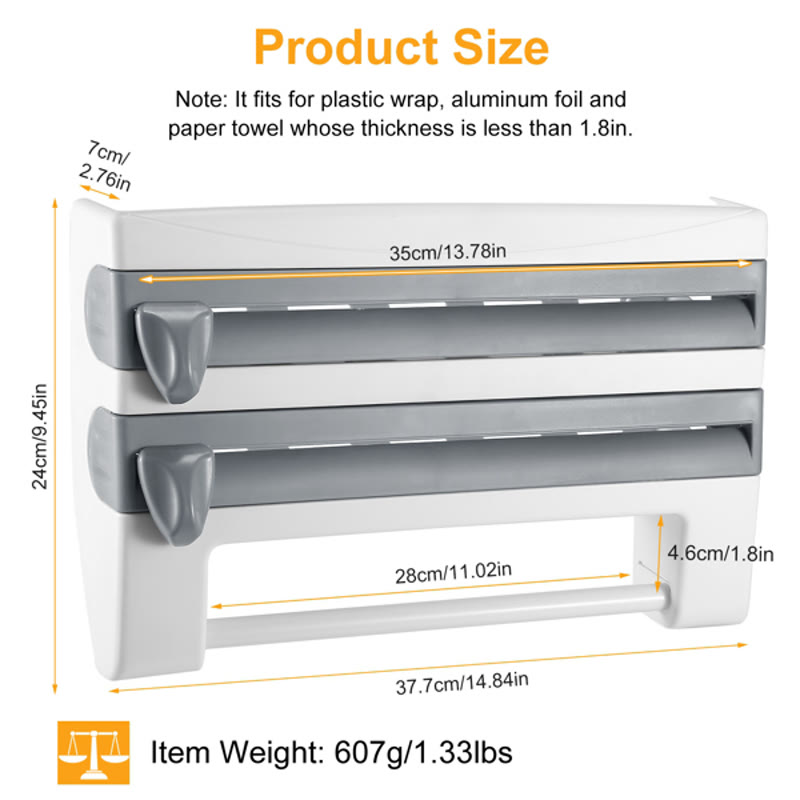 Product Size
Note: It fits for plastic wrap, aluminum foil and
paper towel whose thickness is less than 1.8in.
7cm/
2.76in
35cm/13.78in
24cm/9.45in
4.6cm/1.8in
28cm/11.02in
37.7cm/14.84in
Item Weight: 607g/1.33lbs